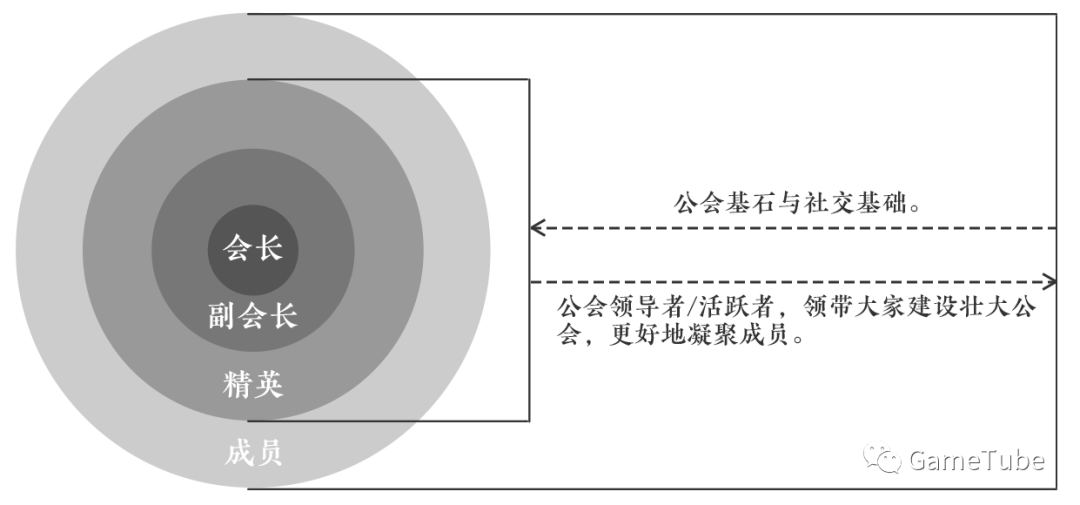 会长
副会长
精英
成员
公会基石与社交基础。
公会领导者/活跃者，领带大家建设壮大公
会，更好地凝聚成员。
GameTube